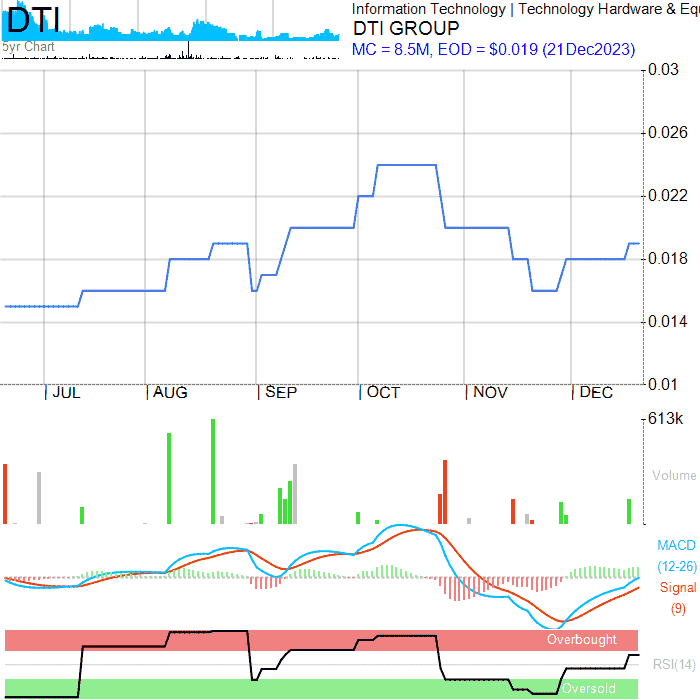 DTI
5yr Chart
Information Technology | Technology Hardware & Eq
DTI GROUP
MC = 8.5M, EOD = $0.019 (21Dec2023)
0.03
0.026
0.022
0.018
0.014
0.01
JUL
AUG
SEP
OCT
NOV
DEC
613k
Volume
MACD
(12-26)
Signal
(9)
Overbought
RSI(14)
Oversold